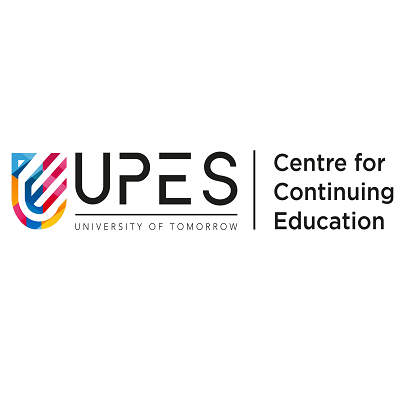 UPES
UNIVERSITY OF TOMORROW
Centre for
Continuing
Education